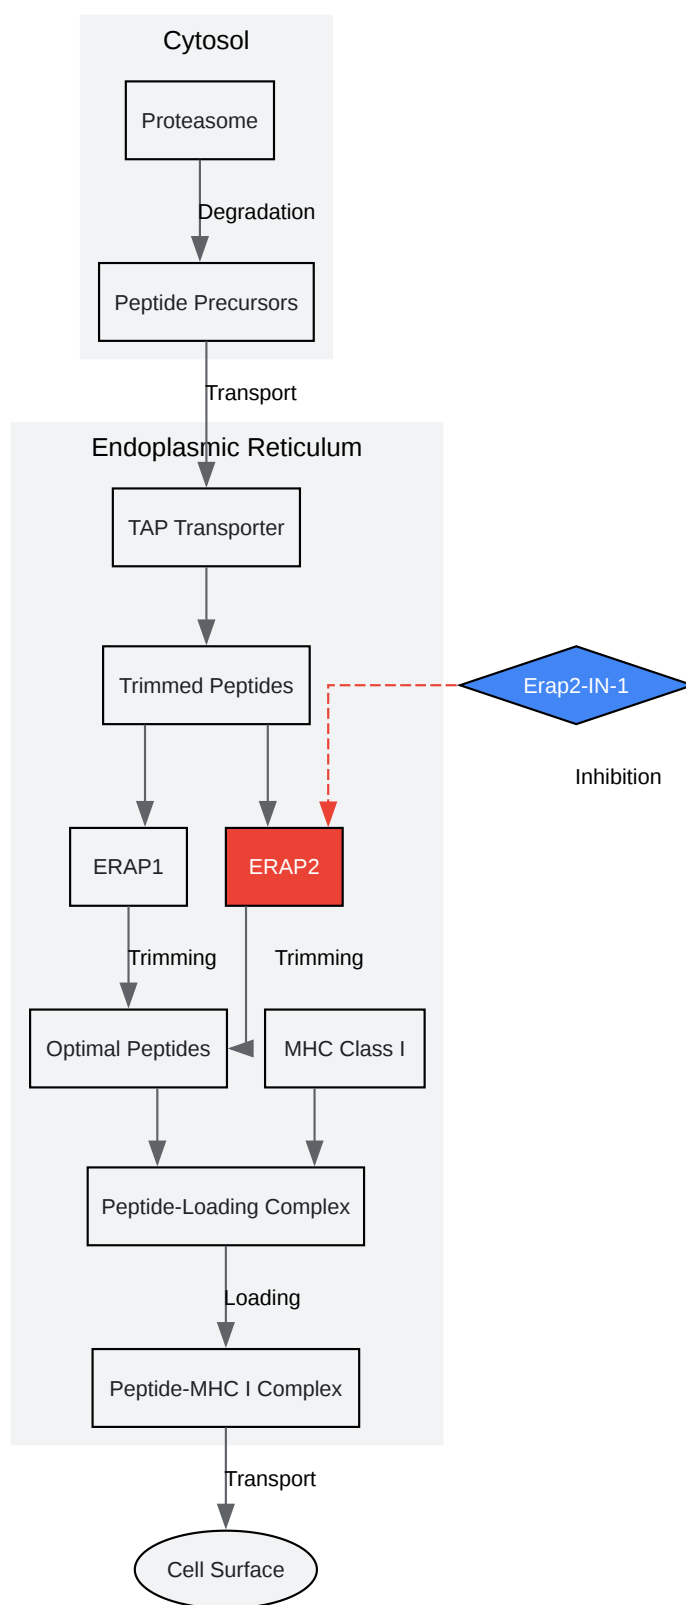 Cytosol
Proteasome
Degradation
Peptide Precursors
Transport
Endoplasmic Reticulum
TAP Transporter
Trimmed Peptides
Erap2-IN-1
Inhibition
ERAP1
ERAP2
Trimming
Trimming
Optimal Peptides
MHC Class I
Peptide-Loading Complex
Loading
Peptide-MHC I Complex
Transport
Cell Surface